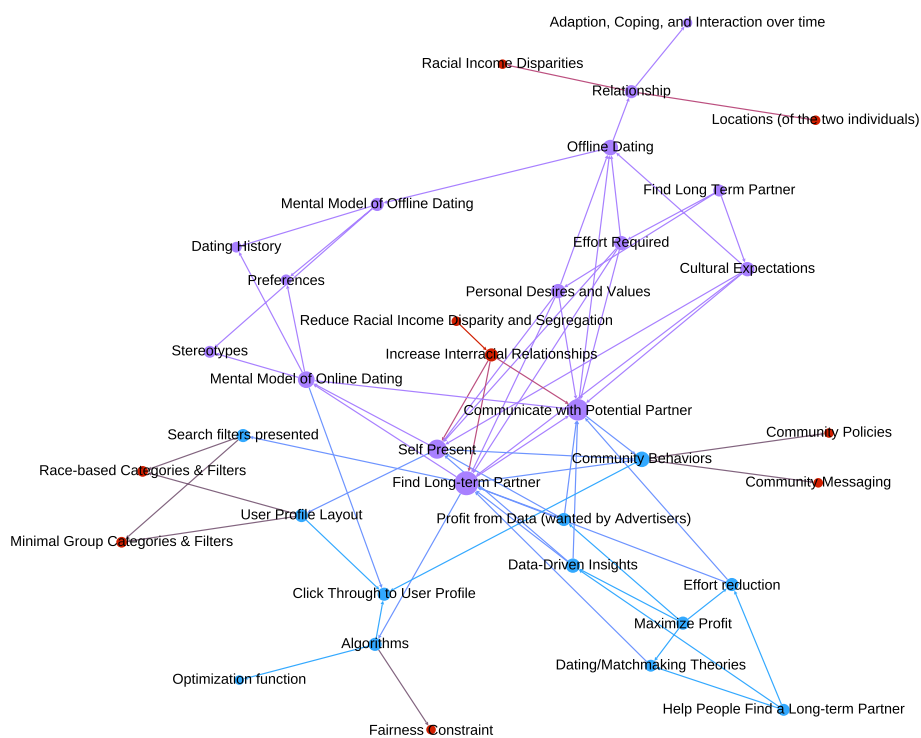 Adaption, Coping, and Interaction over time
Racial Income Disparities
Relationship
Locations (of the two individuals)
Offline Dating
Find Long Term Partner
Mental Model of Offline Dating
Effort Required
Dating History
Cultural Expectations
Preferences
Personal Desires and Values
Reduce Racial Income Disparity and Segregation
Stereotypes
Increase Interracial Relationships
Mental Model of Online Dating
Communicate with Potential Partner
Search filters presented
Community Policies
Self Present
Community Behaviors
Race-based Categories & Filters
Find Long-term Partner
Community Messaging
User Profile Layout
Profit from Data (wanted by Advertisers)
Minimal Group Categories & Filters
Data-Driven Insights
Effort reduction
Click Through to User Profile
Maximize Profit
Algorithms
Dating/Matchmaking Theories
Optimization function
Help People Find a Long-term Partner
Fairness Constraint